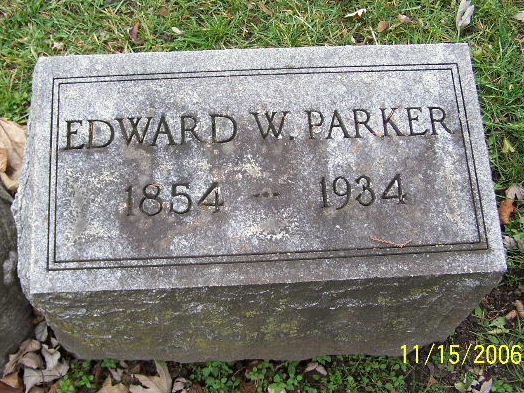 EDWARD W. PARKER
1854 --- 1934
11/15 2006